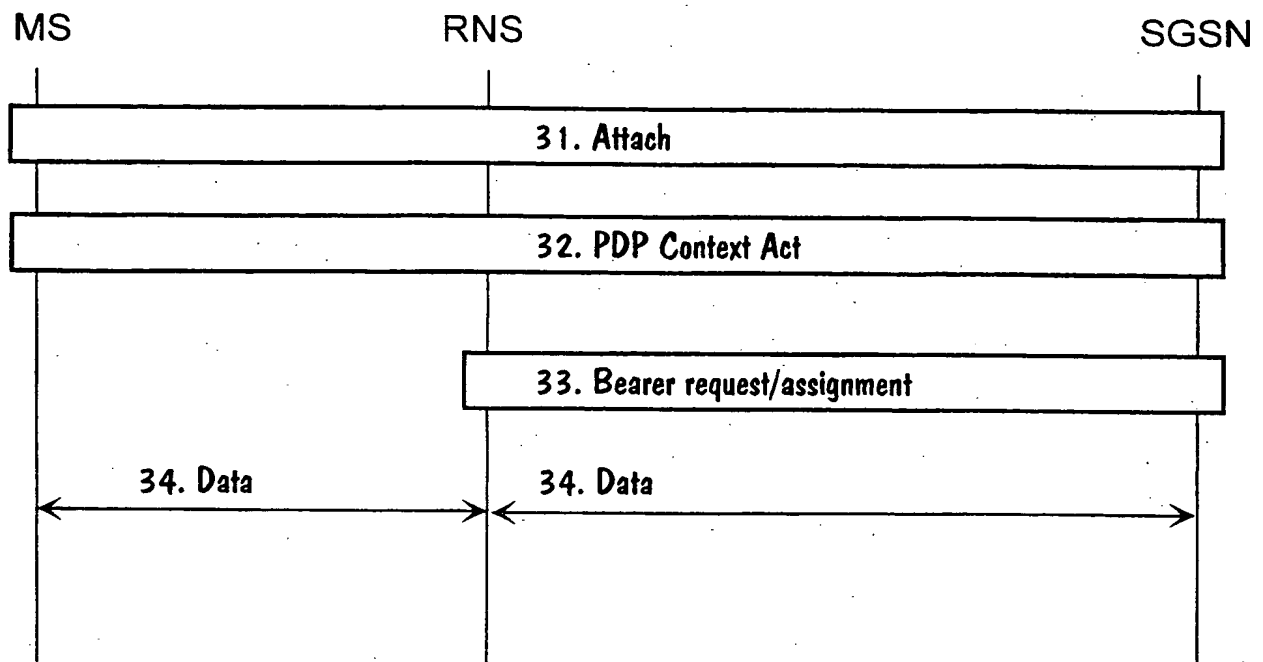 MS RNS SGSN
31. Attach
32. PDP Context Act
33. Bearer request/assignment
34. Data 34. Data